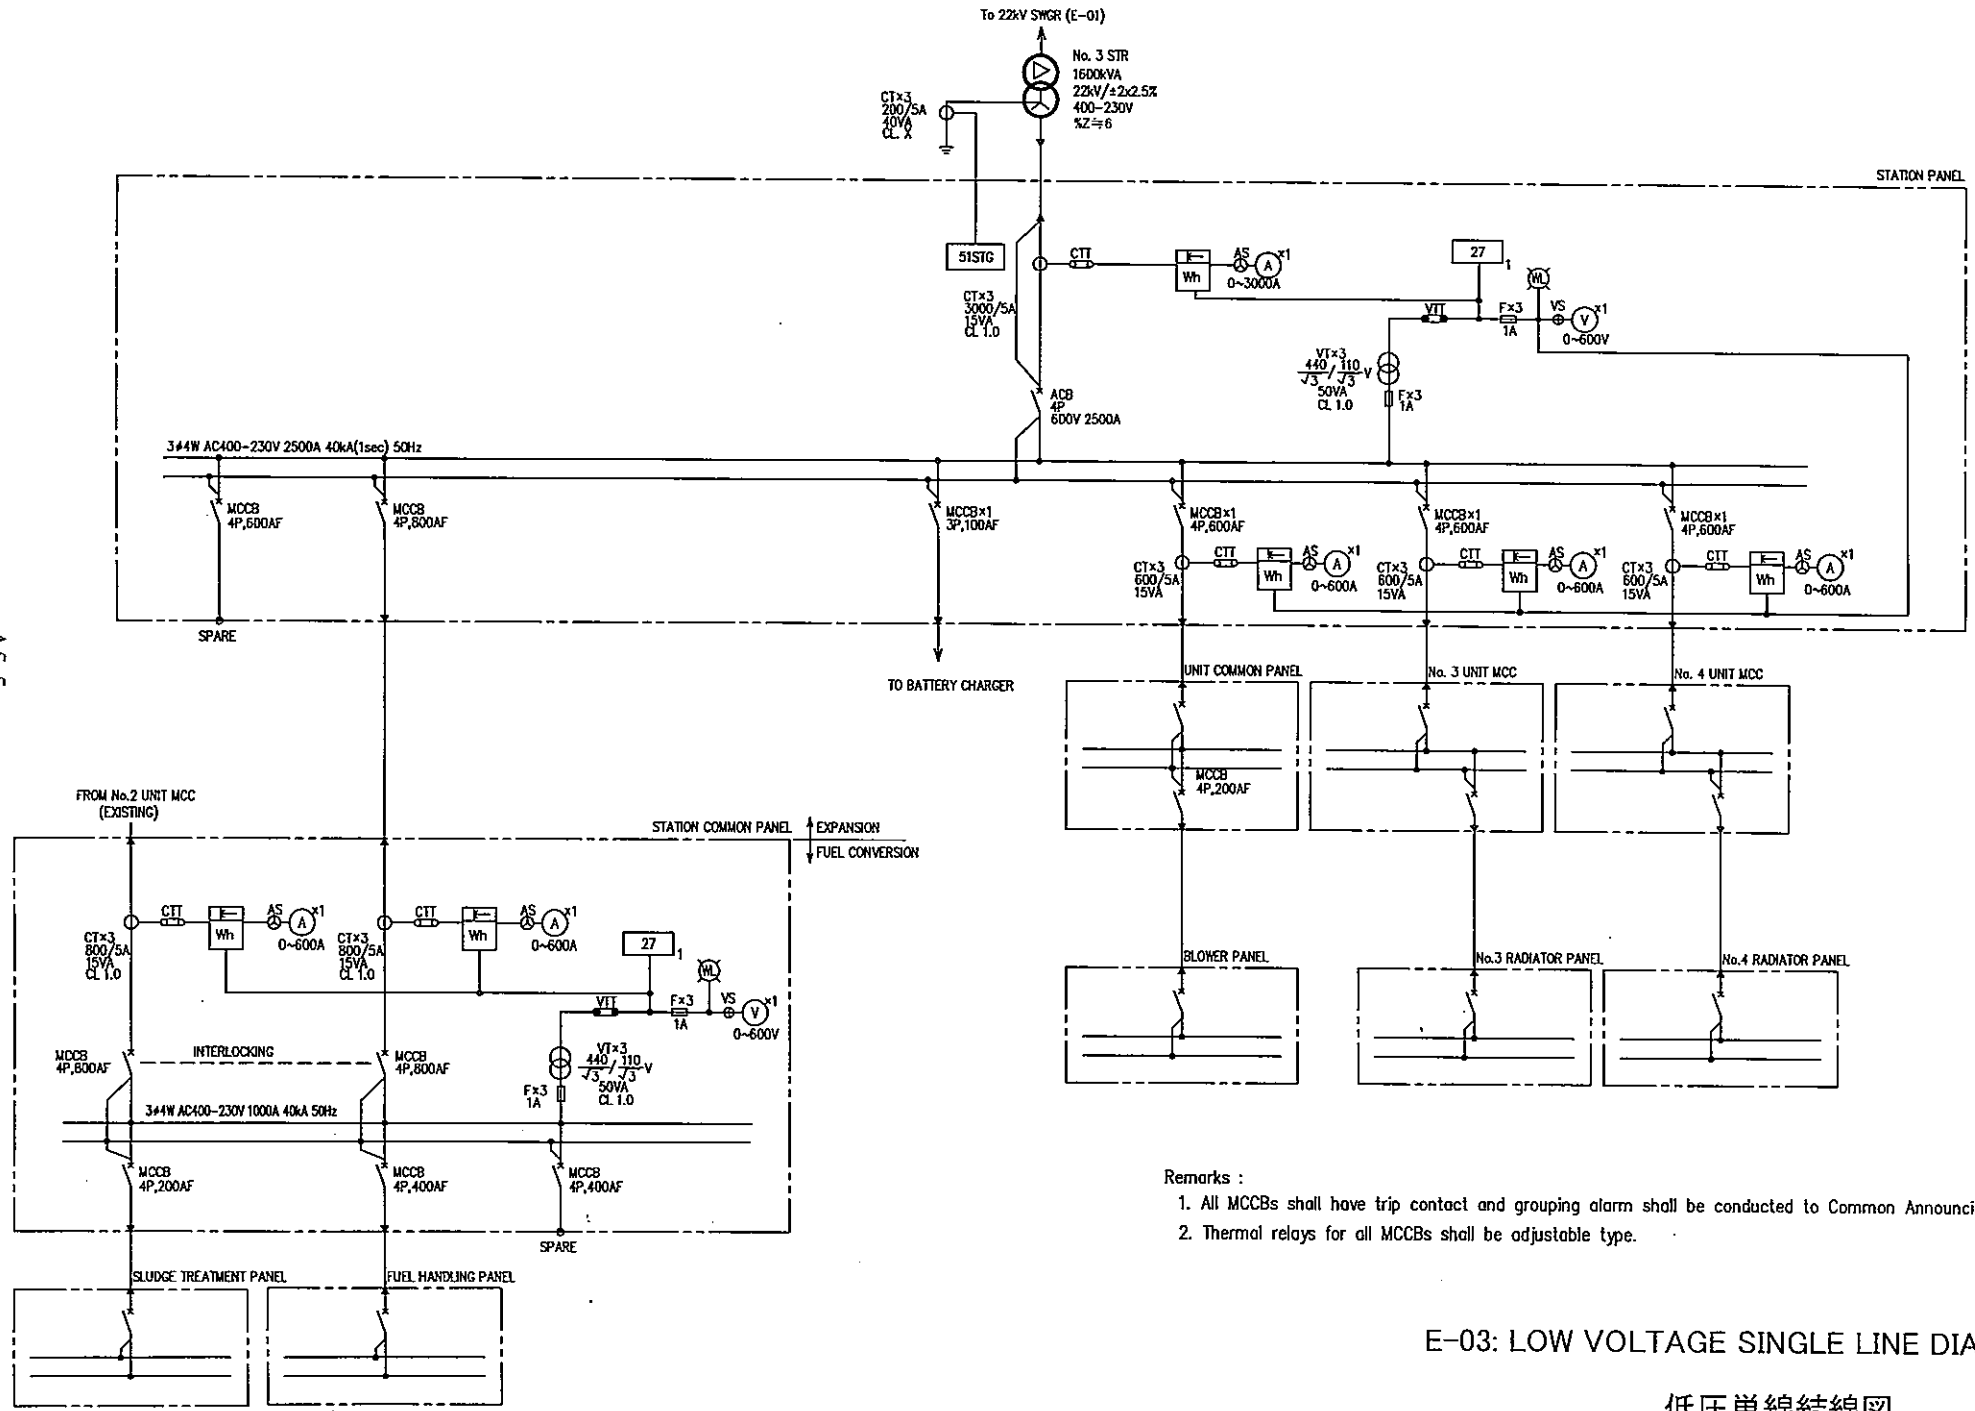 To 22kV SWGR (E-01)
No. 3 STR
1600kVA
22kV/±2x2.5%
400-230V
%Z≒6
CT×3
200/5A
40VA
CL. X
STATION PANEL
51STG
CTT
Wh
AS
A
×1
0~3000A
27
1
WL
CT×3
3000/5A
15VA
CL 1.0
VTT
F×3
1A
VS
V
×1
0~600V
VT×3
440/√3 / 110/√3 V
50VA
CL 1.0
F×3
1A
ACB
4P
600V 2500A
3φ4W AC400-230V 2500A 40kA(1sec) 50Hz
MCCB
4P,600AF
MCCB
4P,800AF
MCCB×1
3P,100AF
MCCB×1
4P,600AF
MCCB×1
4P,600AF
MCCB×1
4P,600AF
CT×3
600/5A
15VA
CTT
Wh
AS
A
×1
0~600A
CT×3
600/5A
15VA
CTT
Wh
AS
A
×1
0~600A
CT×3
600/5A
15VA
CTT
Wh
AS
A
×1
0~600A
SPARE
TO BATTERY CHARGER
UNIT COMMON PANEL
No. 3 UNIT MCC
No. 4 UNIT MCC
MCCB
4P,200AF
FROM No.2 UNIT MCC
(EXISTING)
STATION COMMON PANEL
EXPANSION
FUEL CONVERSION
CTT
Wh
AS
A
×1
0~600A
CT×3
800/5A
15VA
CL 1.0
CTT
Wh
AS
A
×1
0~600A
CT×3
800/5A
15VA
CL 1.0
27
1
WL
VTT
F×3
1A
VS
V
×1
0~600V
BLOWER PANEL
No.3 RADIATOR PANEL
No.4 RADIATOR PANEL
MCCB
4P,800AF
INTERLOCKING
MCCB
4P,800AF
VT×3
440/√3 / 110/√3 V
50VA
CL 1.0
F×3
1A
3φ4W AC400-230V 1000A 40kA 50Hz
MCCB
4P,200AF
MCCB
4P,400AF
MCCB
4P,400AF
SPARE
SLUDGE TREATMENT PANEL
FUEL HANDLING PANEL
Remarks :
1. All MCCBs shall have trip contact and grouping alarm shall be conducted to Common Announci
2. Thermal relays for all MCCBs shall be adjustable type.
E-03: LOW VOLTAGE SINGLE LINE DIA
低圧単線結線図